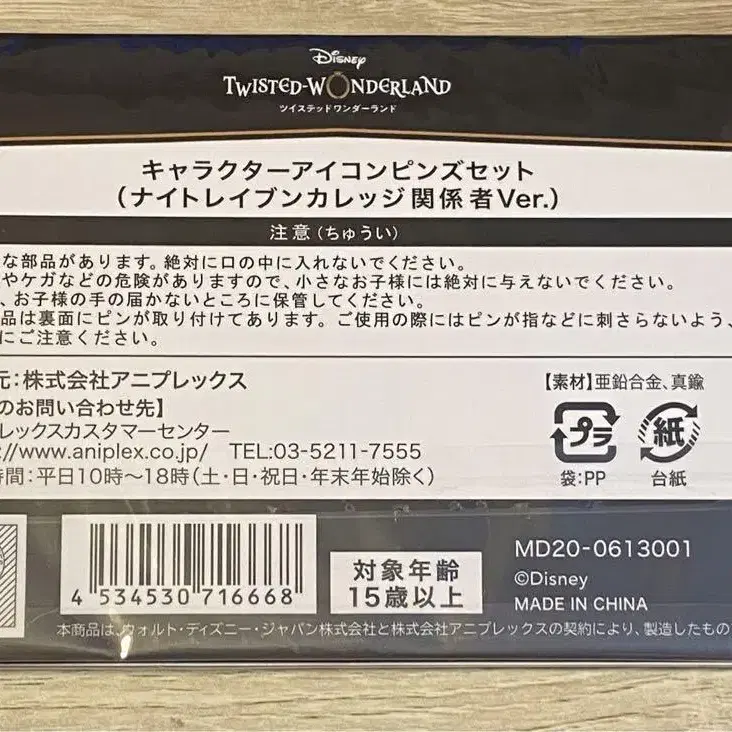 Disney
TWISTED-WONDERLAND
ツイステッドワンダーランド
キャラクターアイコンピンズセット
（ナイトレイブンカレッジ関係者Ver.）
注意（ちゅうい）
な部品があります。絶対に口の中に入れないでください。
やケガなどの危険がありますので、小さなお子様には絶対に与えないでください。
、お子様の手の届かないところに保管してください。
品は裏面にピンが取り付けてあります。ご使用の際にはピンが指などに刺さらないよう、
にご注意ください。
元：株式会社アニプレックス
のお問い合わせ先】
レックスカスタマーセンター
://www.aniplex.co.jp/ TEL:03-5211-7555
時間：平日10時〜18時（土・日・祝日・年末年始除く）
【素材】亜鉛合金、真鍮
プラ
紙
袋：PP
台紙
4 534530 716668
対象年齢
15歳以上
MD20-0613001
©Disney
MADE IN CHINA
本商品は、ウォルト・ディズニー・ジャパン株式会社と株式会社アニプレックスの契約により、製造したもので